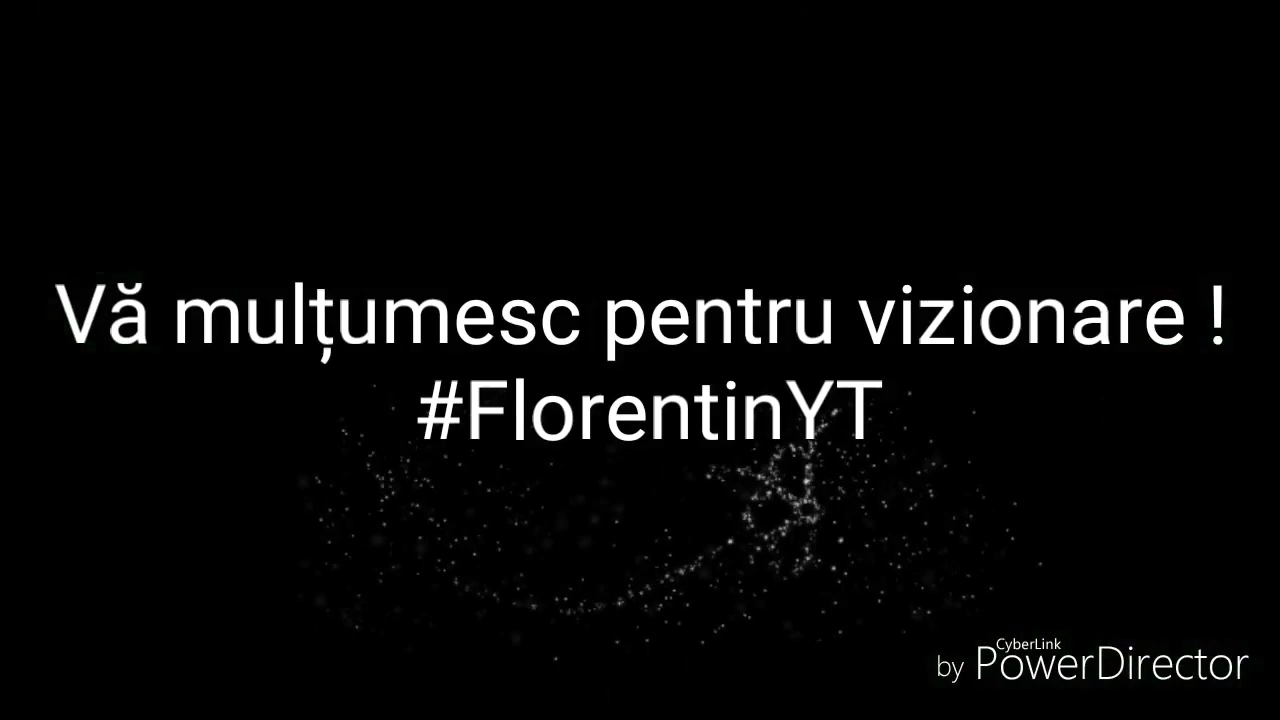 Vă mulțumesc pentru vizionare !
#FlorentinYT
CyberLink
by PowerDirector